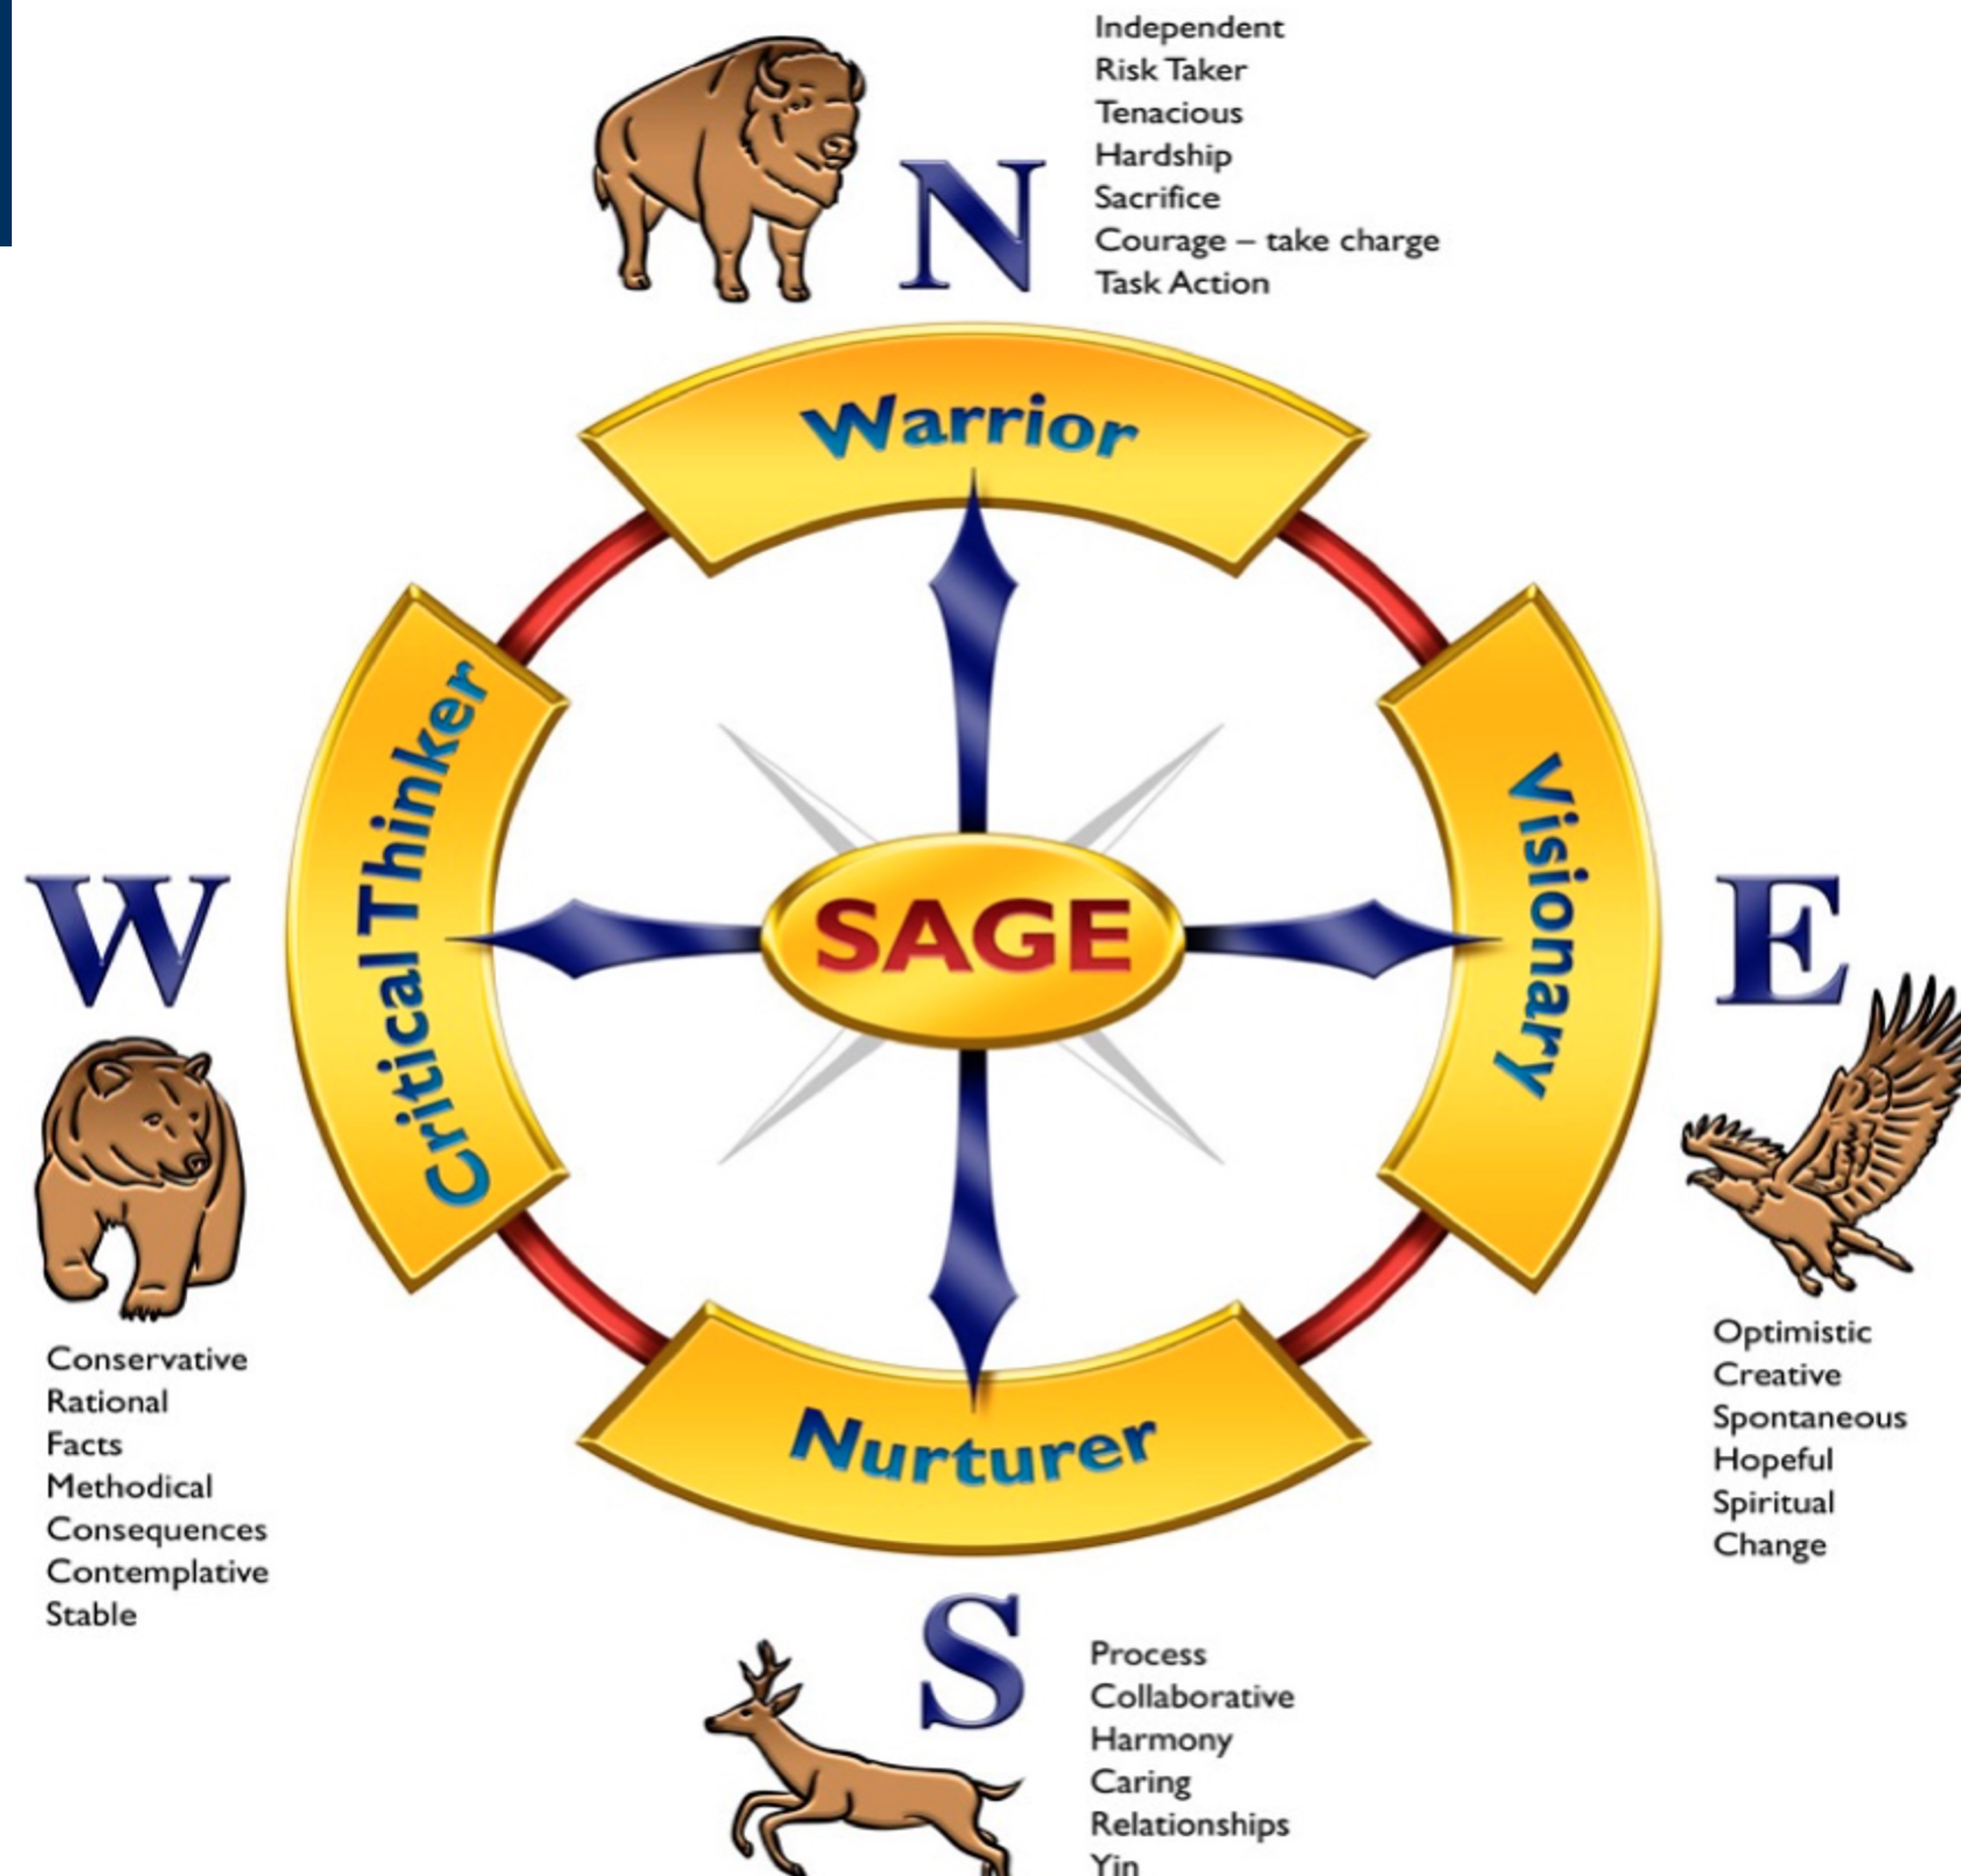 Independent
Risk Taker
Tenacious
Hardship
Sacrifice
Courage – take charge
Task Action
N
Warrior
Critical Thinker
Visionary
SAGE
W
E
Conservative
Rational
Facts
Methodical
Consequences
Contemplative
Stable
Optimistic
Creative
Spontaneous
Hopeful
Spiritual
Change
Nurturer
S
Process
Collaborative
Harmony
Caring
Relationships
Yin